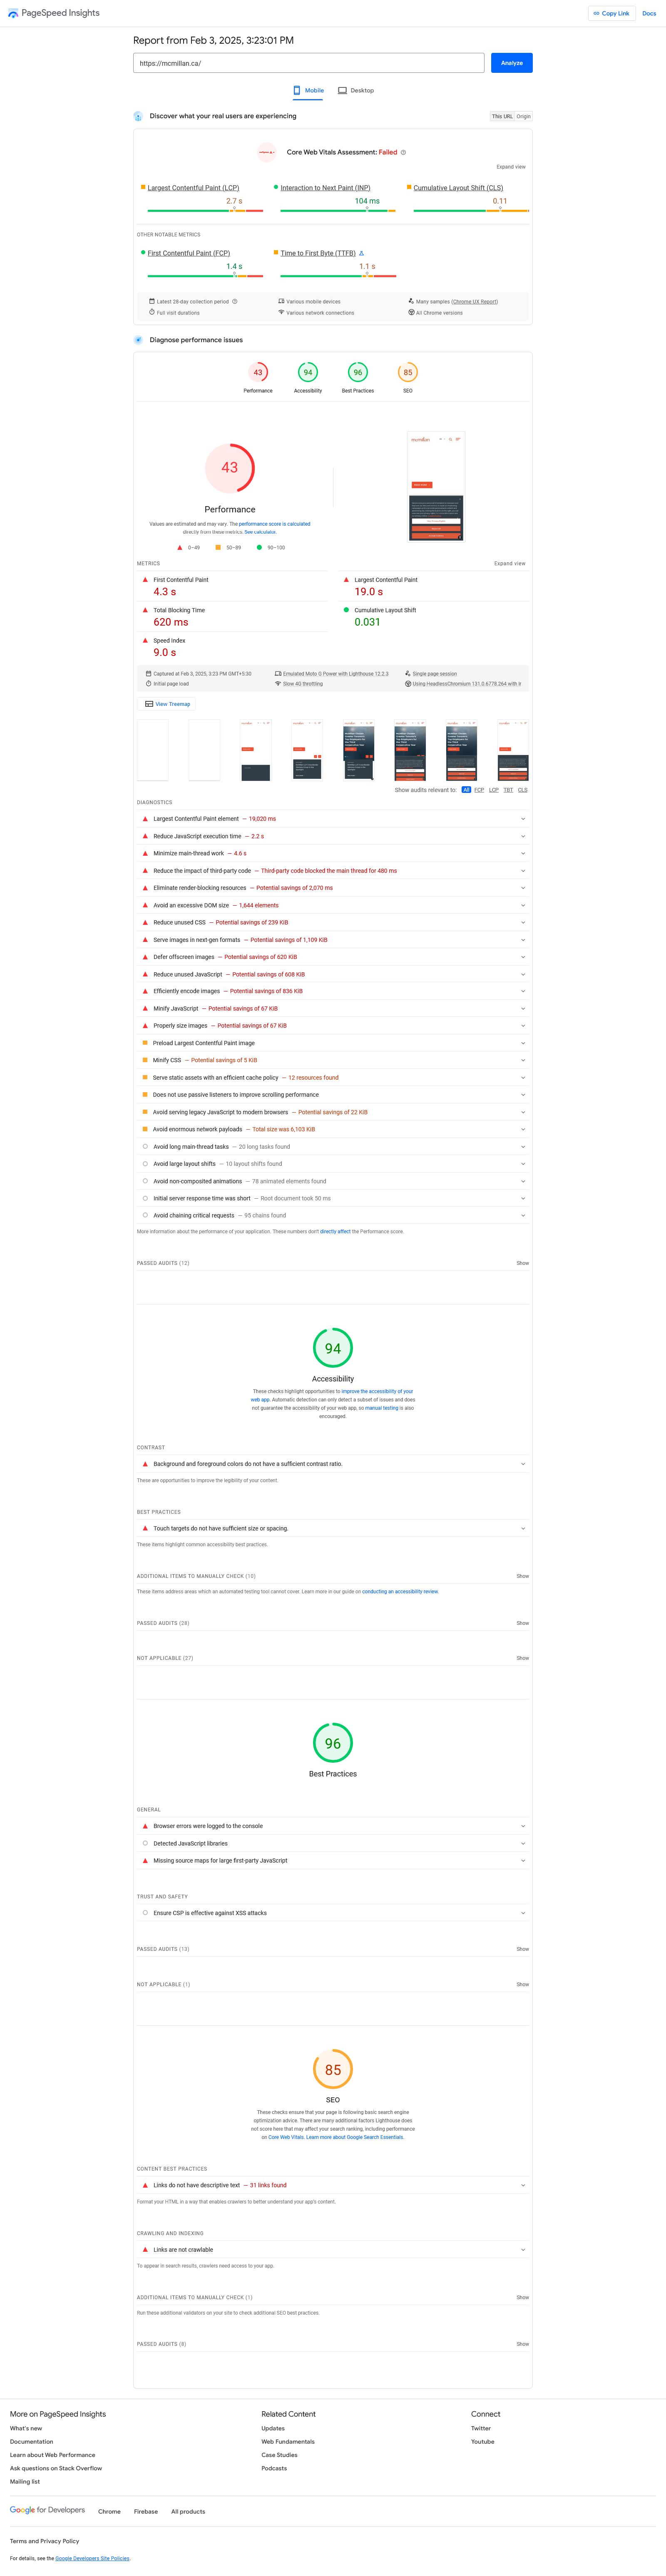 PageSpeed Insights
Copy Link
Docs
Report from Feb 3, 2025, 3:23:01 PM
https://mcmillan.ca/
Analyze
Mobile
Desktop
Discover what your real users are experiencing
This URL
Origin
Core Web Vitals Assessment: Failed
Expand view
Largest Contentful Paint (LCP)
2.7 s
Interaction to Next Paint (INP)
104 ms
Cumulative Layout Shift (CLS)
0.11
OTHER NOTABLE METRICS
First Contentful Paint (FCP)
1.4 s
Time to First Byte (TTFB)
1.1 s
Latest 28-day collection period
Various mobile devices
Many samples (Chrome UX Report)
Full visit durations
Various network connections
All Chrome versions
Diagnose performance issues
43
Performance
94
Accessibility
96
Best Practices
85
SEO
43
Performance
Values are estimated and may vary. The performance score is calculated
directly from these metrics. See calculator.
0–49
50–89
90–100
mcmillan
METRICS
Expand view
First Contentful Paint
4.3 s
Largest Contentful Paint
19.0 s
Total Blocking Time
620 ms
Cumulative Layout Shift
0.031
Speed Index
9.0 s
Captured at Feb 3, 2025, 3:23 PM GMT+5:30
Emulated Moto G Power with Lighthouse 12.2.3
Single page session
Initial page load
Slow 4G throttling
Using HeadlessChromium 131.0.6778.264 with lr
View Treemap
Show audits relevant to: All FCP LCP TBT CLS
DIAGNOSTICS
Largest Contentful Paint element — 19,020 ms
Reduce JavaScript execution time — 2.2 s
Minimize main-thread work — 4.6 s
Reduce the impact of third-party code — Third-party code blocked the main thread for 480 ms
Eliminate render-blocking resources — Potential savings of 2,070 ms
Avoid an excessive DOM size — 1,644 elements
Reduce unused CSS — Potential savings of 239 KiB
Serve images in next-gen formats — Potential savings of 1,109 KiB
Defer offscreen images — Potential savings of 620 KiB
Reduce unused JavaScript — Potential savings of 608 KiB
Efficiently encode images — Potential savings of 836 KiB
Minify JavaScript — Potential savings of 67 KiB
Properly size images — Potential savings of 67 KiB
Preload Largest Contentful Paint image
Minify CSS — Potential savings of 5 KiB
Serve static assets with an efficient cache policy — 12 resources found
Does not use passive listeners to improve scrolling performance
Avoid serving legacy JavaScript to modern browsers — Potential savings of 22 KiB
Avoid enormous network payloads — Total size was 6,103 KiB
Avoid long main-thread tasks — 20 long tasks found
Avoid large layout shifts — 10 layout shifts found
Avoid non-composited animations — 78 animated elements found
Initial server response time was short — Root document took 50 ms
Avoid chaining critical requests — 95 chains found
More information about the performance of your application. These numbers don't directly affect the Performance score.
PASSED AUDITS (12)
Show
94
Accessibility
These checks highlight opportunities to improve the accessibility of your
web app. Automatic detection can only detect a subset of issues and does
not guarantee the accessibility of your web app, so manual testing is also
encouraged.
CONTRAST
Background and foreground colors do not have a sufficient contrast ratio.
These are opportunities to improve the legibility of your content.
BEST PRACTICES
Touch targets do not have sufficient size or spacing.
These items highlight common accessibility best practices.
ADDITIONAL ITEMS TO MANUALLY CHECK (10)
Show
These items address areas which an automated testing tool cannot cover. Learn more in our guide on conducting an accessibility review.
PASSED AUDITS (28)
Show
NOT APPLICABLE (27)
Show
96
Best Practices
GENERAL
Browser errors were logged to the console
Detected JavaScript libraries
Missing source maps for large first-party JavaScript
TRUST AND SAFETY
Ensure CSP is effective against XSS attacks
PASSED AUDITS (13)
Show
NOT APPLICABLE (1)
Show
85
SEO
These checks ensure that your page is following basic search engine
optimization advice. There are many additional factors Lighthouse does
not score here that may affect your search ranking, including performance
on Core Web Vitals. Learn more about Google Search Essentials.
CONTENT BEST PRACTICES
Links do not have descriptive text — 31 links found
Format your HTML in a way that enables crawlers to better understand your app's content.
CRAWLING AND INDEXING
Links are not crawlable
To appear in search results, crawlers need access to your app.
ADDITIONAL ITEMS TO MANUALLY CHECK (1)
Show
Run these additional validators on your site to check additional SEO best practices.
PASSED AUDITS (8)
Show
More on PageSpeed Insights
What's new
Documentation
Learn about Web Performance
Ask questions on Stack Overflow
Mailing list
Related Content
Updates
Web Fundamentals
Case Studies
Podcasts
Connect
Twitter
Youtube
Google for Developers
Chrome
Firebase
All products
Terms and Privacy Policy
For details, see the Google Developers Site Policies.